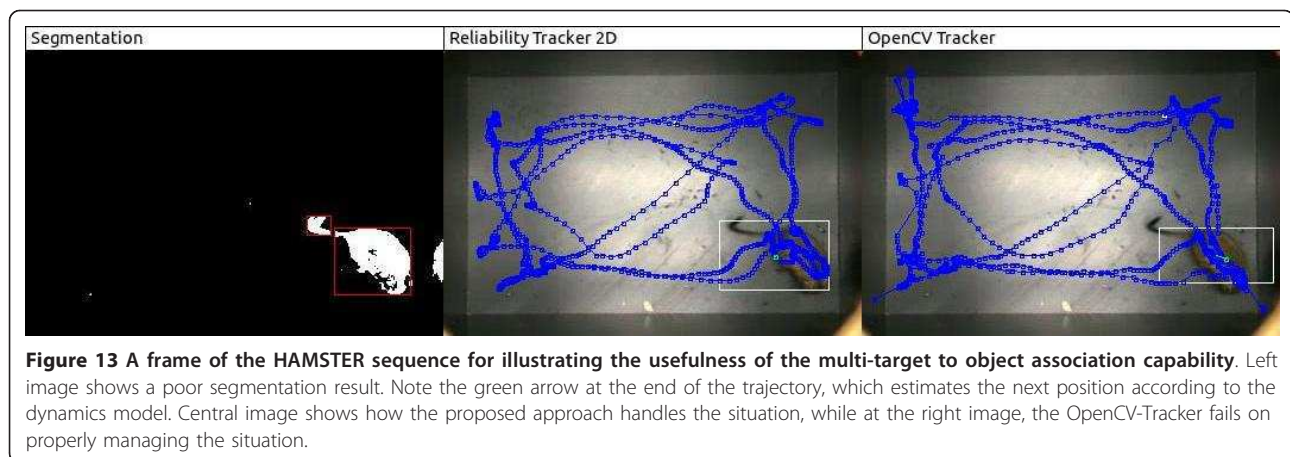 Segmentation
Reliability Tracker 2D
OpenCV Tracker
Figure 13 A frame of the HAMSTER sequence for illustrating the usefulness of the multi-target to object association capability. Left
image shows a poor segmentation result. Note the green arrow at the end of the trajectory, which estimates the next position according to the
dynamics model. Central image shows how the proposed approach handles the situation, while at the right image, the OpenCV-Tracker fails on
properly managing the situation.